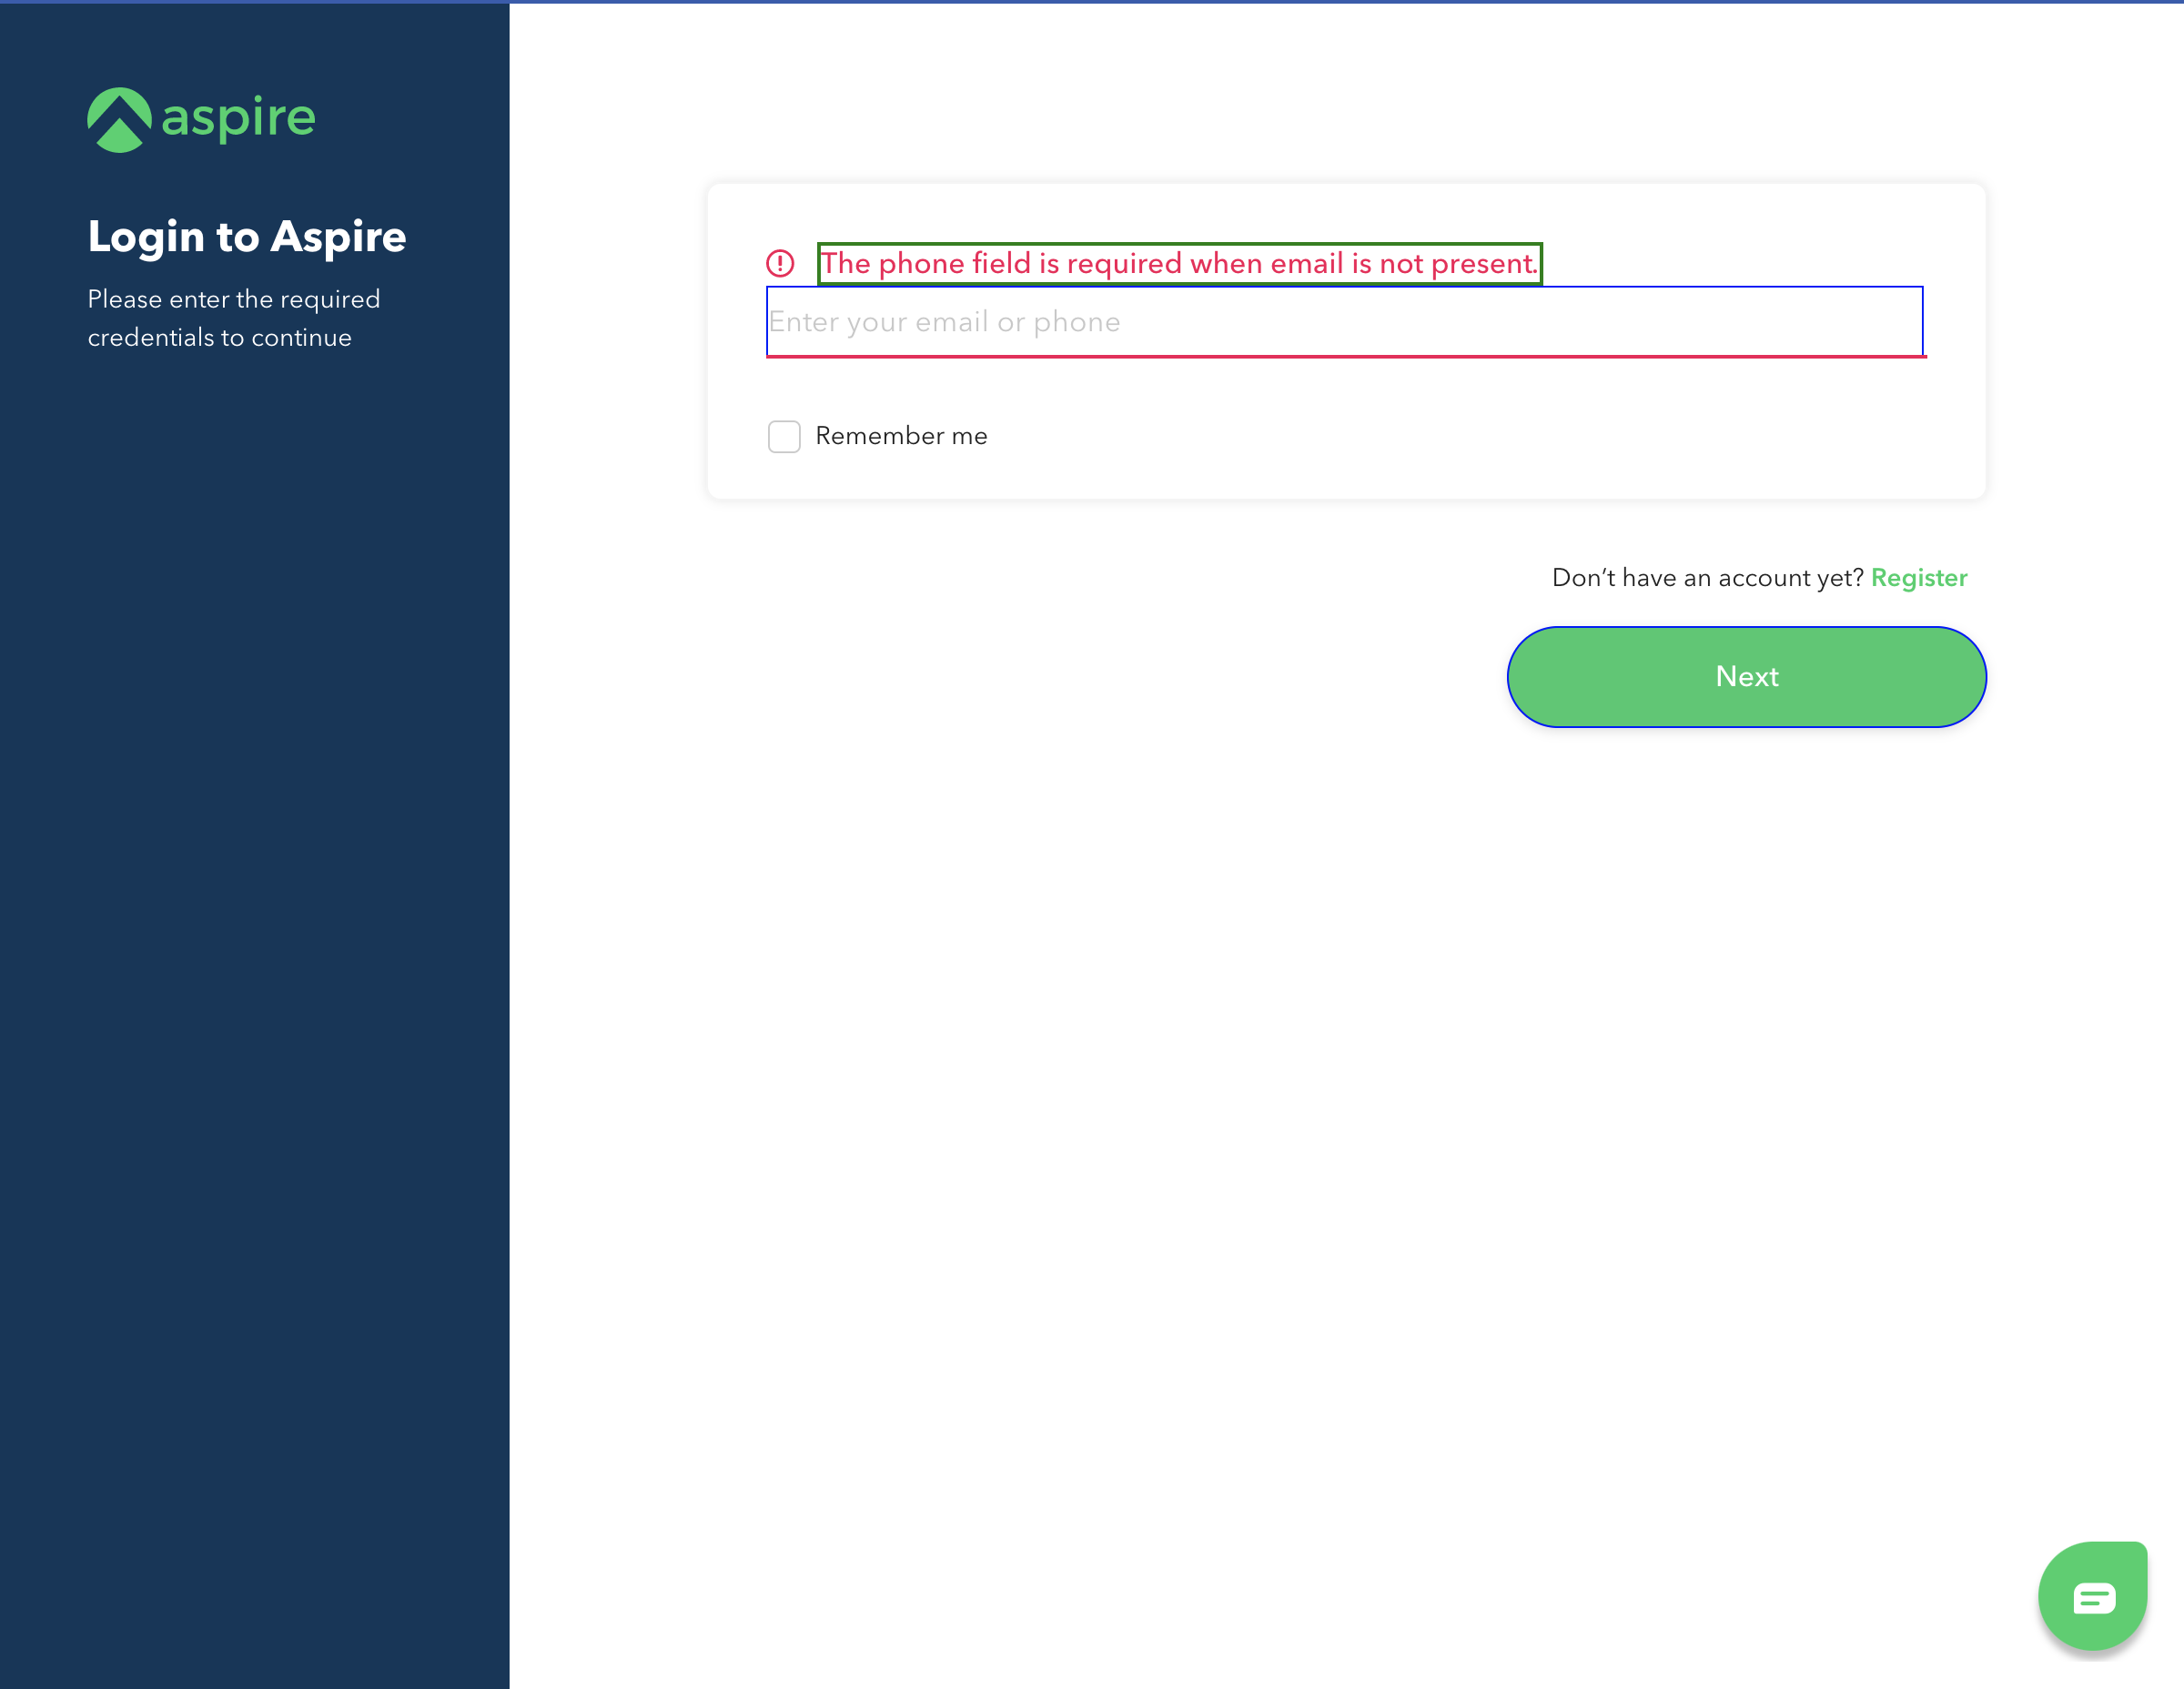 aspire
Login to Aspire
Please enter the required
credentials to continue
The phone field is required when email is not present.
Enter your email or phone
Remember me
Don’t have an account yet? Register
Next